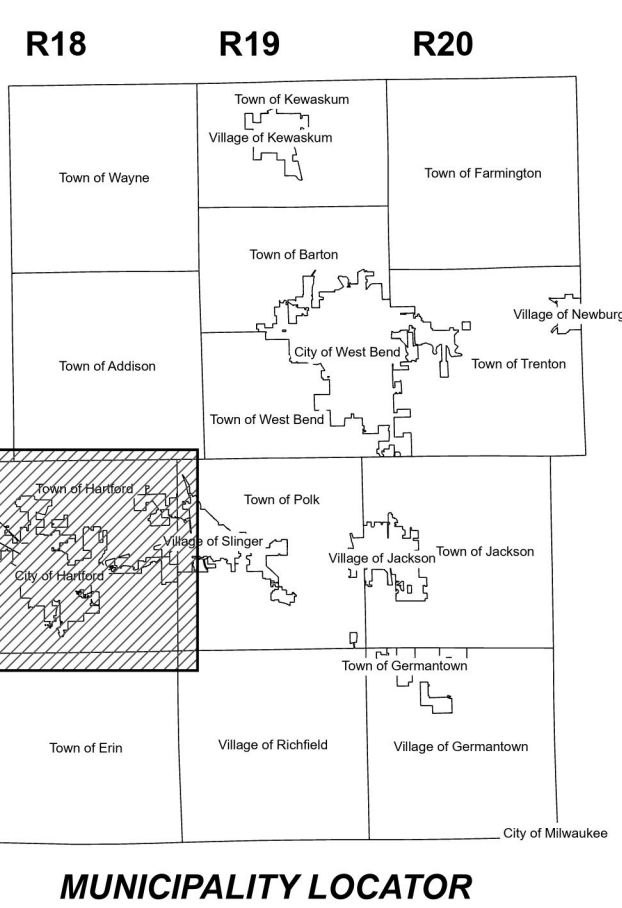 R18 R19 R20
Town of Kewaskum
Village of Kewaskum
Town of Wayne
Town of Farmington
Town of Barton
Village of Newburg
City of West Bend
Town of Addison
Town of Trenton
Town of West Bend
Town of Hartford
Town of Polk
Village of Slinger
Village of Jackson
Town of Jackson
City of Hartford
Town of Germantown
Town of Erin
Village of Richfield
Village of Germantown
City of Milwaukee
MUNICIPALITY LOCATOR